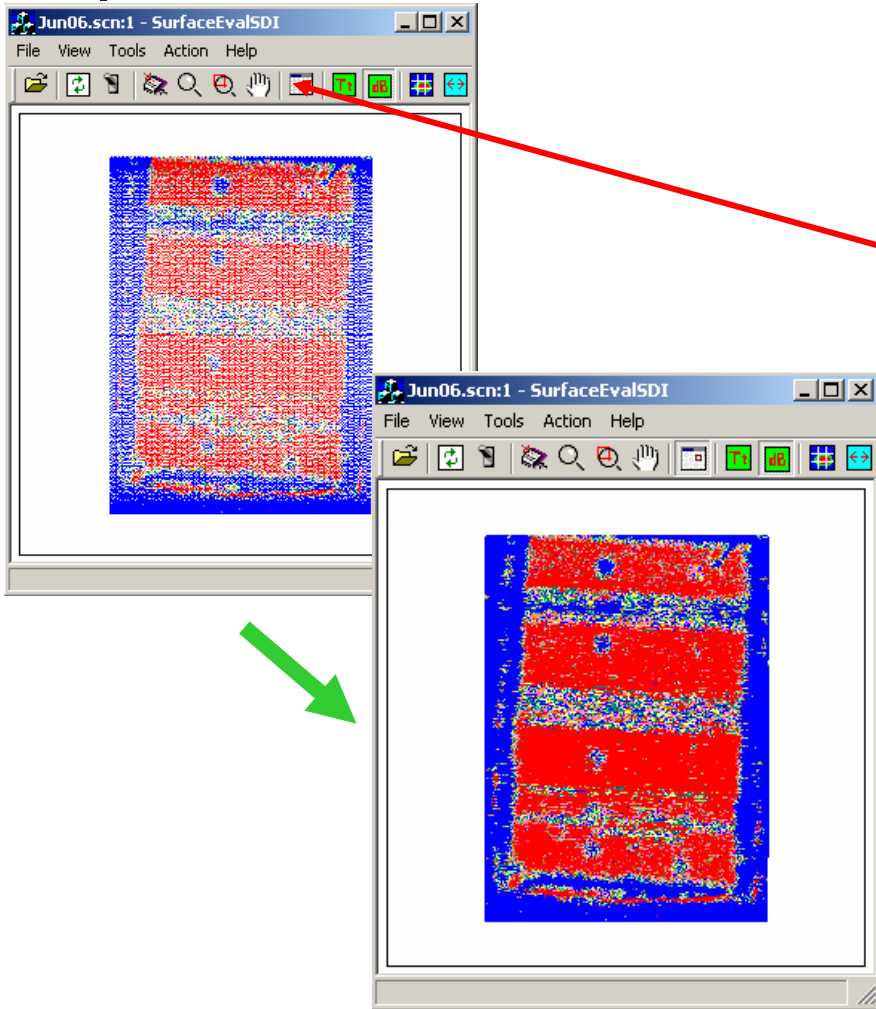 Jun06.scn:1 - SurfaceEvalSDI
File View Tools Action Help
Tt dB
Jun06.scn:1 - SurfaceEvalSDI
File View Tools Action Help
Tt dB